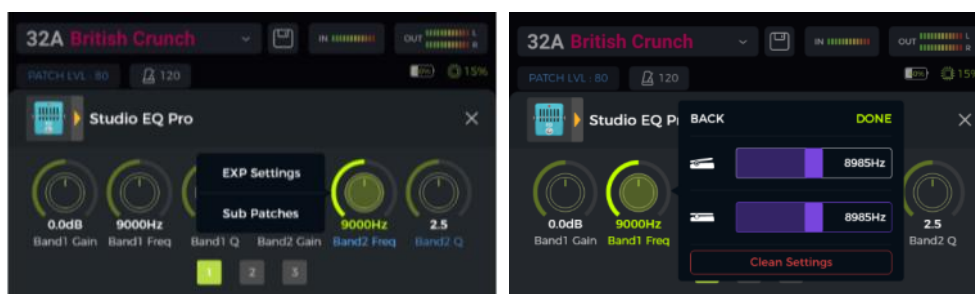 32A British Crunch
IN
OUT
L
R
PATCH LVL : 80
120
0%
15%
Studio EQ Pro
EXP Settings
Sub Patches
0.0dB
9000Hz
9000Hz
2.5
Band1 Gain
Band1 Freq
Band1 Q
Band2 Gain
Band2 Freq
Band2 Q
1
2
3
32A British Crunch
IN
OUT
L
R
PATCH LVL : 80
120
0%
15%
Studio EQ
BACK
DONE
8985Hz
8985Hz
Clean Settings
0.0dB
9000Hz
2.5
Band1 Gain
Band1 Freq
Band2 Q